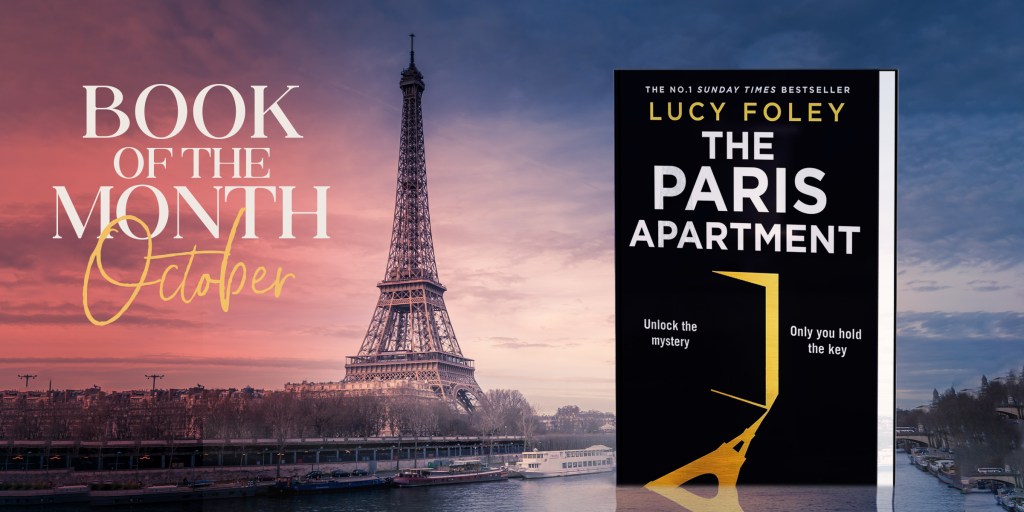 BOOK
OF THE
MONTH
October
THE NO.1 SUNDAY TIMES BESTSELLER
LUCY FOLEY
THE
PARIS
APARTMENT
Unlock the
mystery
Only you hold
the key